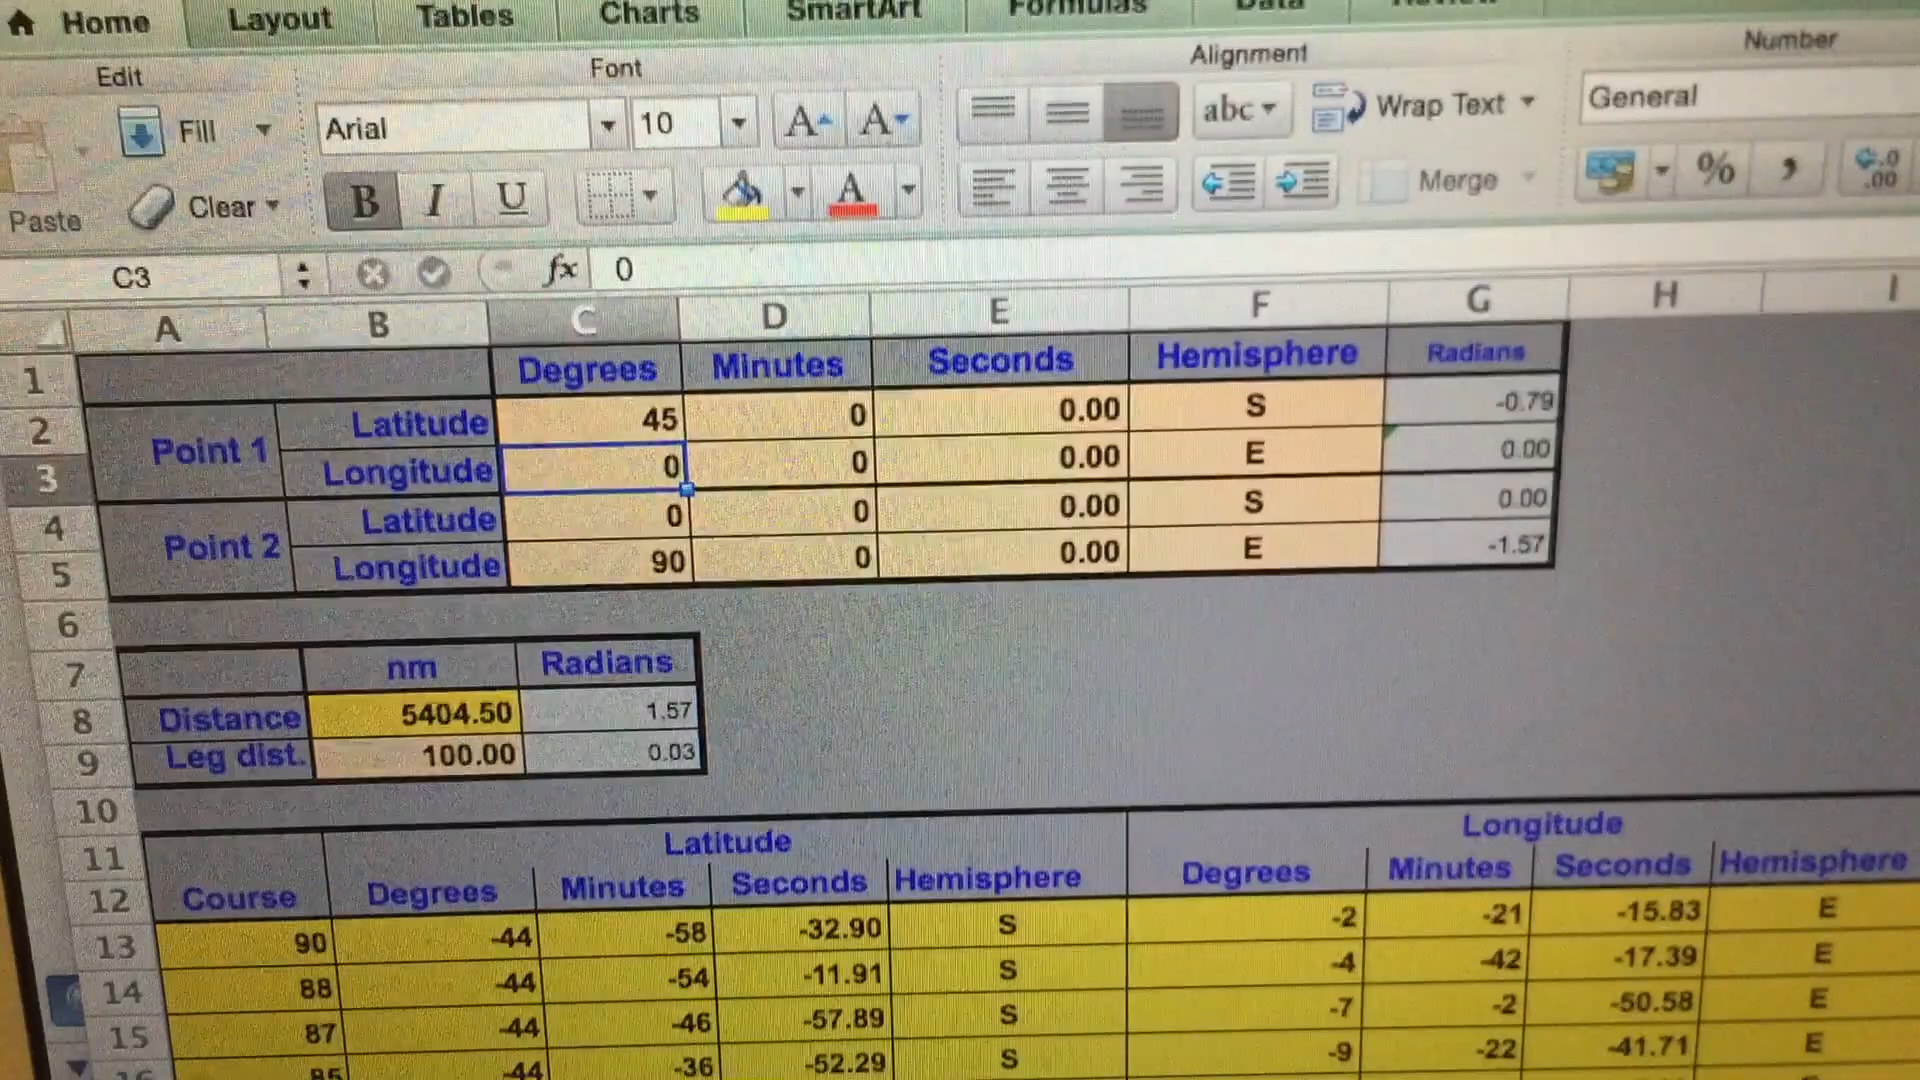 Home Layout Tables Charts SmartArt Formulas Data Review
Edit Font Alignment Number
Fill Arial 10 A A abc Wrap Text General
Paste Clear B I U A Merge % , .0 .00
C3 fx 0
A B C D E F G H I
1 Degrees Minutes Seconds Hemisphere Radians
2 Point 1 Latitude 45 0 0.00 S -0.79
3 Longitude 0 0 0.00 E 0.00
4 Point 2 Latitude 0 0 0.00 S 0.00
5 Longitude 90 0 0.00 E -1.57
6
7 nm Radians
8 Distance 5404.50 1.57
9 Leg dist. 100.00 0.03
10
11 Latitude Longitude
12 Course Degrees Minutes Seconds Hemisphere Degrees Minutes Seconds Hemisphere
13 90 -44 -58 -32.90 S -2 -21 -15.83 E
14 88 -44 -54 -11.91 S -4 -42 -17.39 E
15 87 -44 -46 -57.89 S -7 -2 -50.58 E
16 85 -44 -36 -52.29 S -9 -22 -41.71 E